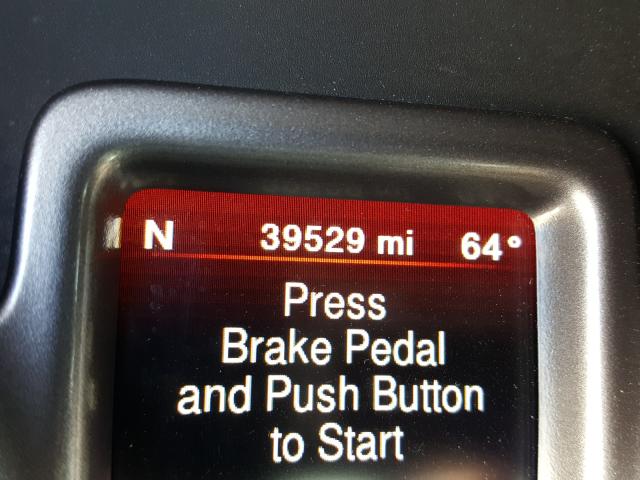 N 39529 mi 64°
Press
Brake Pedal
and Push Button
to Start